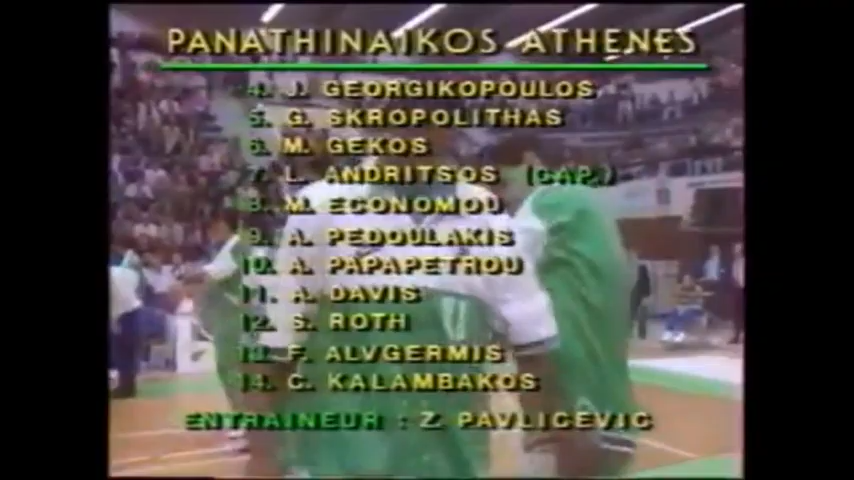 PANATHINAIKOS ATHENES
4. J. GEORGIKOPOULOS
5. G. SKROPOLITHAS
6. M. GEKOS
7. L. ANDRITSOS (CAP.)
8. M. ECONOMOU
9. A. PEDOULAKIS
10. A. PAPAPETROU
11. A. DAVIS
12. S. ROTH
13. F. ALVGERMIS
14. C. KALAMBAKOS
ENTRAINEUR : Z PAVLICEVIC